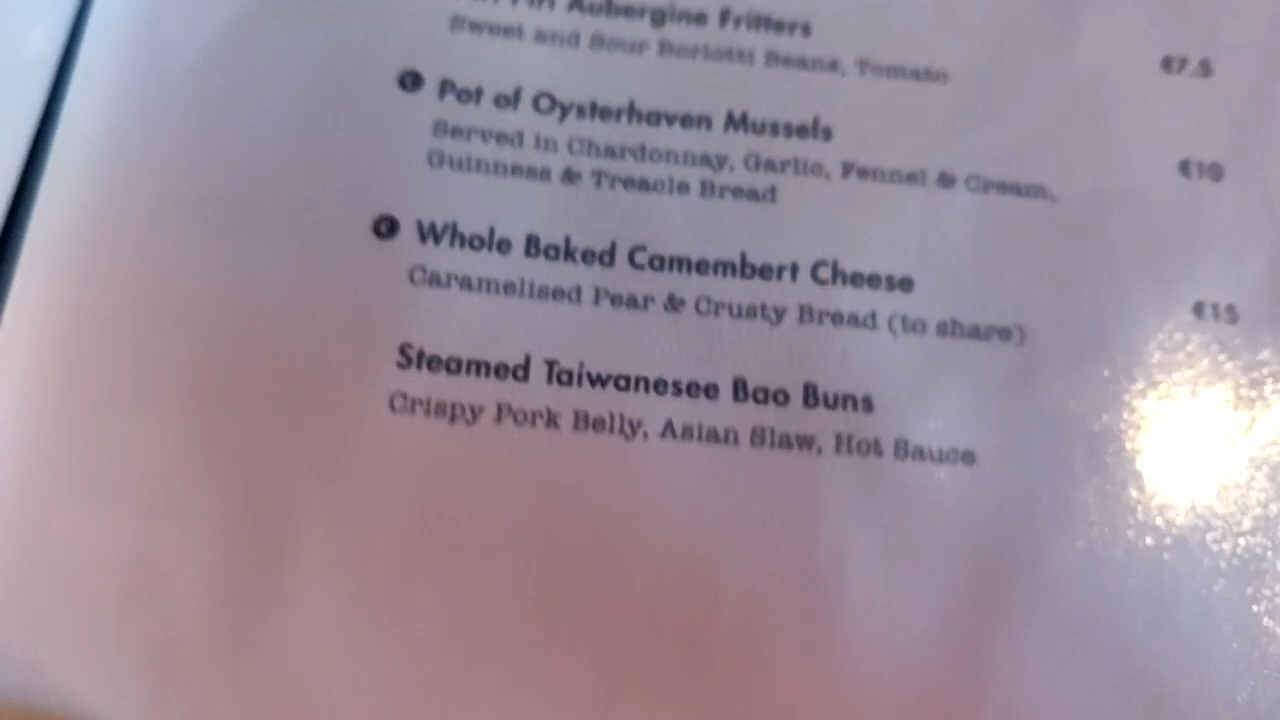 Piri Aubergine Fritters
Sweet and Sour Borlotti Beans, Tomato €7.5
Pot of Oysterhaven Mussels
Served in Chardonnay, Garlic, Fennel & Cream, €10
Guinness & Treacle Bread
Whole Baked Camembert Cheese
Caramelised Pear & Crusty Bread (to share) €15
Steamed Taiwanesee Bao Buns
Crispy Pork Belly, Asian Slaw, Hot Sauce